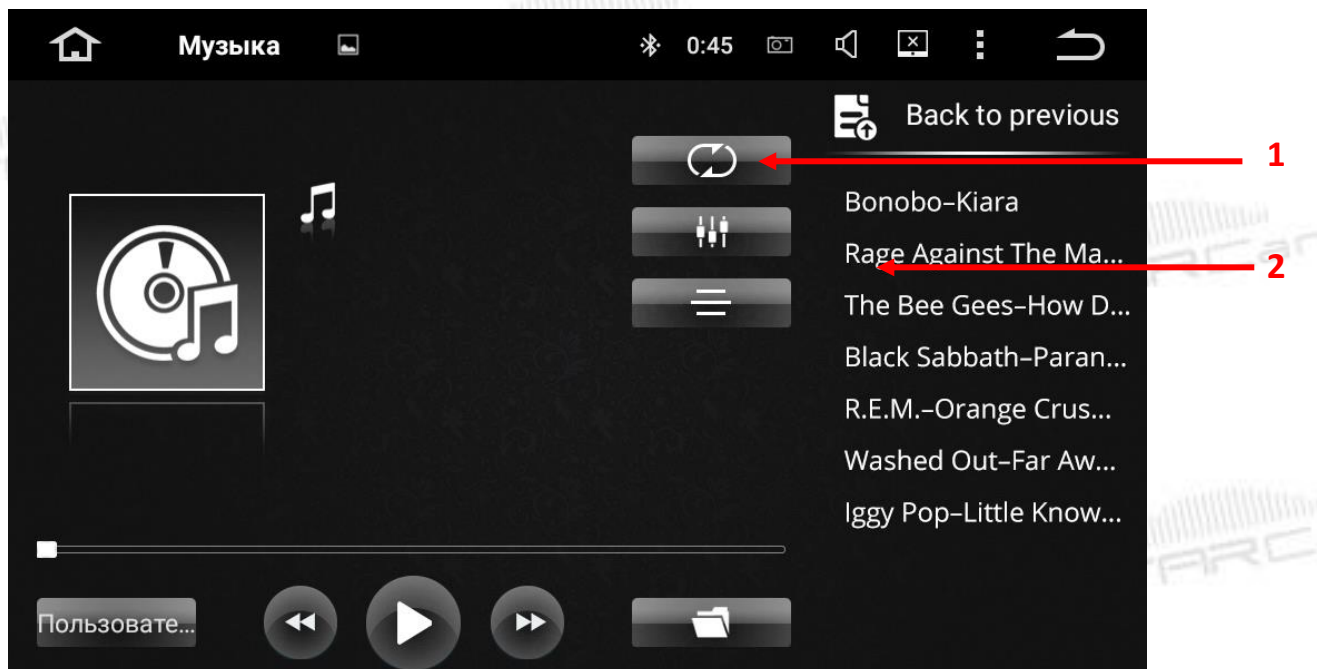 Музыка
0:45
Back to previous
1
Bonobo–Kiara
Rage Against The Ma...
2
The Bee Gees–How D...
Black Sabbath–Paran...
R.E.M.–Orange Crus...
Washed Out–Far Aw...
Iggy Pop–Little Know...
Пользовате...